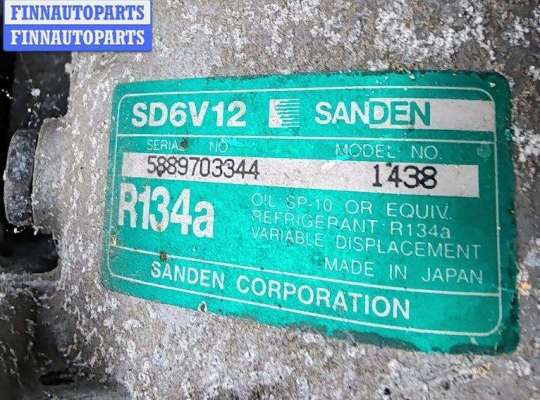 FINNAUTOPARTS
FINNAUTOPARTS
SD6V12 SANDEN
SERIAL NO. MODEL NO.
5889703344 1438
R134a
OIL SP-10 OR EQUIV.
REFRIGERANT R134a
VARIABLE DISPLACEMENT
MADE IN JAPAN
SANDEN CORPORATION